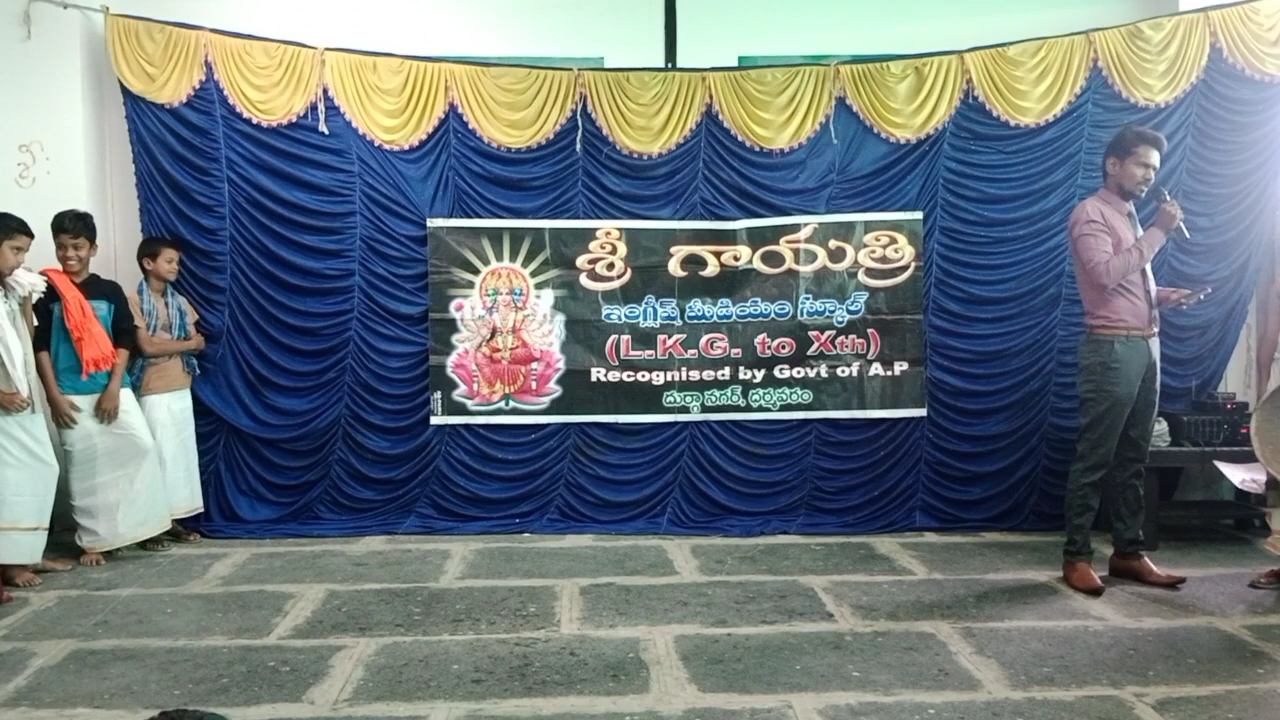 శ్రీ
శ్రీ గాయత్రి
ఇంగ్లీష్ మీడియం స్కూల్
(L.K.G. to Xth)
Recognised by Govt of A.P
దుర్గా నగర్, ధర్మవరం